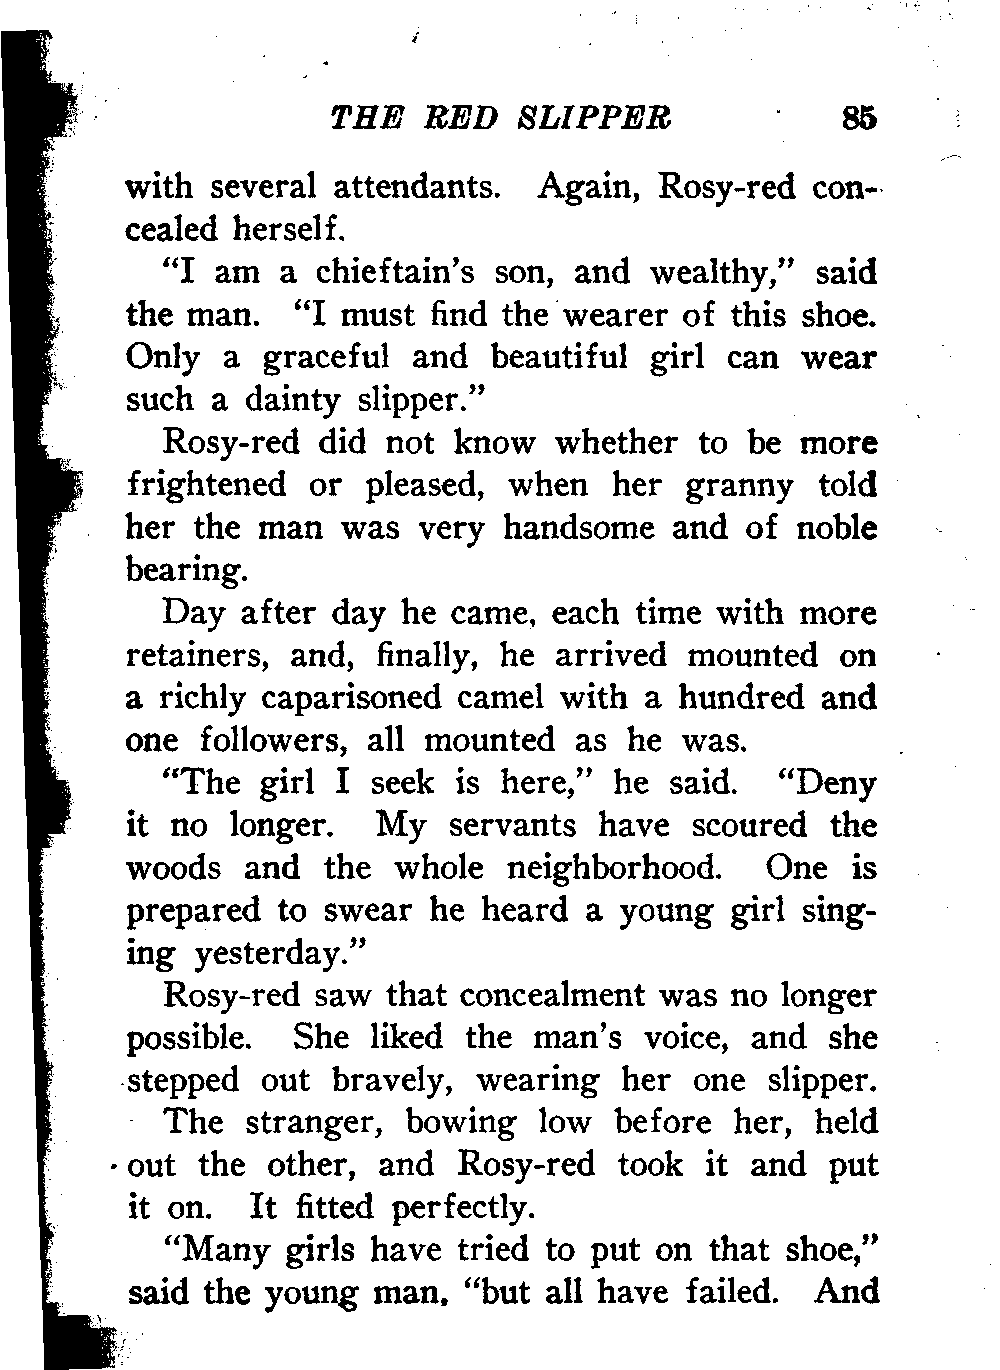 THE RED SLIPPER 85
with several attendants. Again, Rosy-red con-
cealed herself.
"I am a chieftain's son, and wealthy," said
the man. "I must find the wearer of this shoe.
Only a graceful and beautiful girl can wear
such a dainty slipper."
Rosy-red did not know whether to be more
frightened or pleased, when her granny told
her the man was very handsome and of noble
bearing.
Day after day he came, each time with more
retainers, and, finally, he arrived mounted on
a richly caparisoned camel with a hundred and
one followers, all mounted as he was.
"The girl I seek is here," he said. "Deny
it no longer. My servants have scoured the
woods and the whole neighborhood. One is
prepared to swear he heard a young girl sing-
ing yesterday."
Rosy-red saw that concealment was no longer
possible. She liked the man's voice, and she
stepped out bravely, wearing her one slipper.
The stranger, bowing low before her, held
out the other, and Rosy-red took it and put
it on. It fitted perfectly.
"Many girls have tried to put on that shoe,"
said the young man, "but all have failed. And